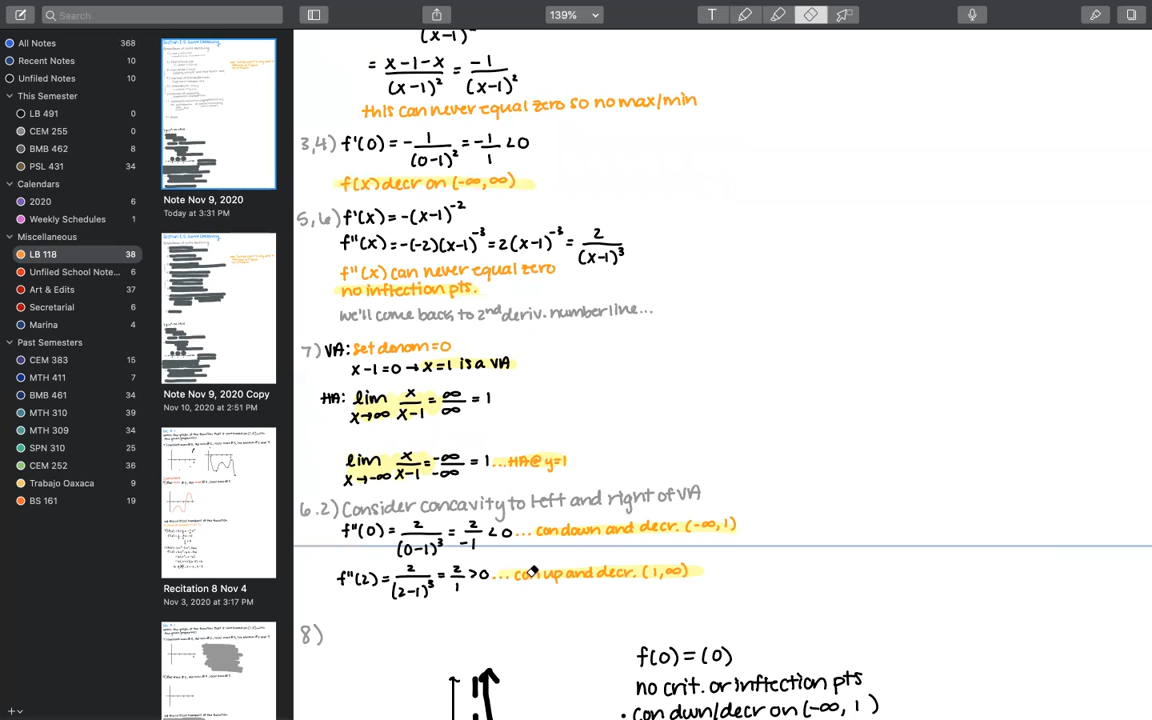 Search
139%
T
All Notes 368
Recent Notes 10
Unfiled Notes 10
This Semester
LB 491 0
CEM 255 0
BMB 462 8
PSL 431 34
Calendars
2020 6
Weekly Schedules 1
Miscellaneous
LB 118 38
Unfiled School Note... 6
Art & Edits 37
Secretarial 6
Marina 4
Past Semesters
CEM 383 15
MTH 411 7
BMB 461 34
MTH 310 39
MTH 309 34
SPN 310 25
CEM 252 36
Trabajo Oaxaca 9
BS 161 19
Note Nov 9, 2020
Today at 3:31 PM
Note Nov 9, 2020 Copy
Nov 10, 2020 at 2:51 PM
Recitation 8 Nov 4
Nov 3, 2020 at 3:17 PM
(x-1)²
= x-1-x/(x-1)² = -1/(x-1)²
this can never equal zero so no max/min
3,4) f'(0) = -1/(0-1)² = -1/1 < 0
f(x) decr on (-∞,∞)
5,6) f'(x) = -(x-1)⁻²
f"(x) = -(-2)(x-1)⁻³ = 2(x-1)⁻³ = 2/(x-1)³
f"(x) can never equal zero
no inflection pts.
we'll come back to 2nd deriv. number line...
7) VA: set denom=0
x-1=0 → x=1 is a VA
HA: lim x→∞ x/x-1 = ∞/∞ = 1
lim x→-∞ x/x-1 = -∞/-∞ = 1 ... HA@ y=1
6.2) Consider concavity to left and right of VA
f"(0) = 2/(0-1)³ = 2/-1 < 0 ... con down and decr. (-∞,1)
f"(2) = 2/(2-1)³ = 2/1 > 0 ... con up and decr. (1,∞)
8)
f(0) = (0)
no crit. or inflection pts
• con dwn/decr on (-∞, 1)